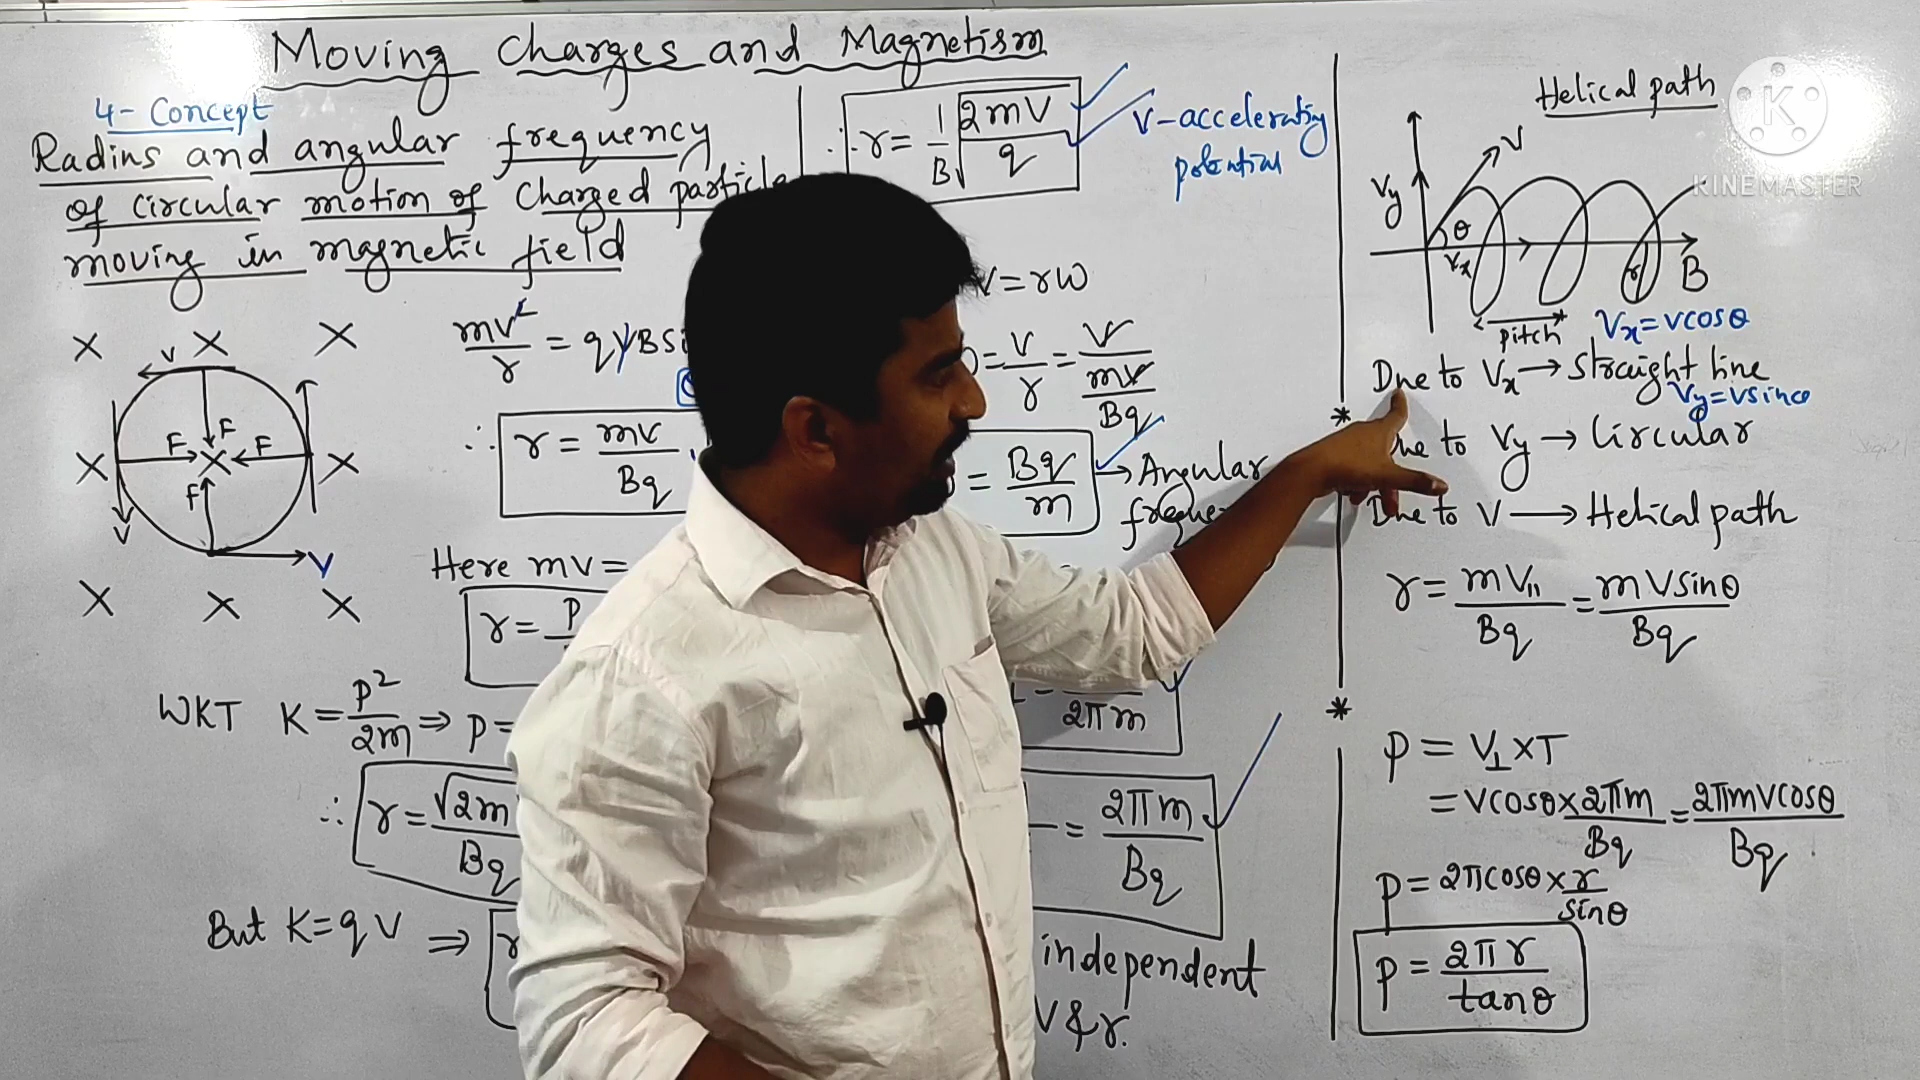 Moving Charges and Magnetism
4- Concept
Radius and angular frequency
of circular motion of Charged particle
moving in magnetic field
V
F
F
F
F
V
V
mv²/r = qVB
∴ r = mv/Bq
Here mv =
r = P
WKT K = P²/2m ⇒ P =
∴ r = √2m/Bq
But K = qV ⇒ r
∴ r = 1/B √2mV/q
V-accelerating
potential
V = rω
= V/r = V/(mv/Bq)
= Bq/m → Angular
2πm
= 2πm/Bq
independent
V & r.
Helical path
K
KINEMASTER
Vy
V
θ
Vx
r
B
pitch
Vx = vcosθ
Due to Vx → straight line
Vy = vsinθ
Due to Vy → Circular
Due to V → Helical path
r = mV॥/Bq = mVsinθ/Bq
P = V⊥ × T
= Vcosθ × 2πm/Bq = 2πmVcosθ/Bq
P = 2πcosθ × r/sinθ
P = 2πr/tanθ